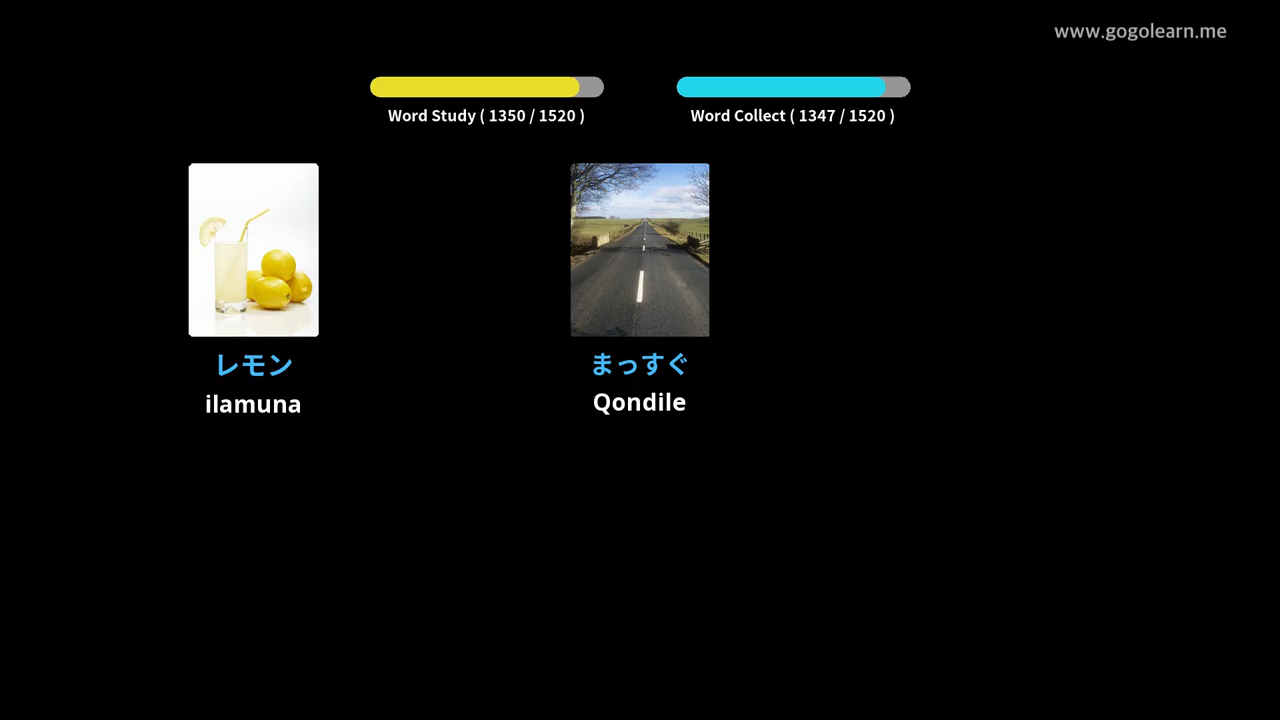 www.gogolearn.me
Word Study ( 1350 / 1520 )
Word Collect ( 1347 / 1520 )
レモン
ilamuna
まっすぐ
Qondile